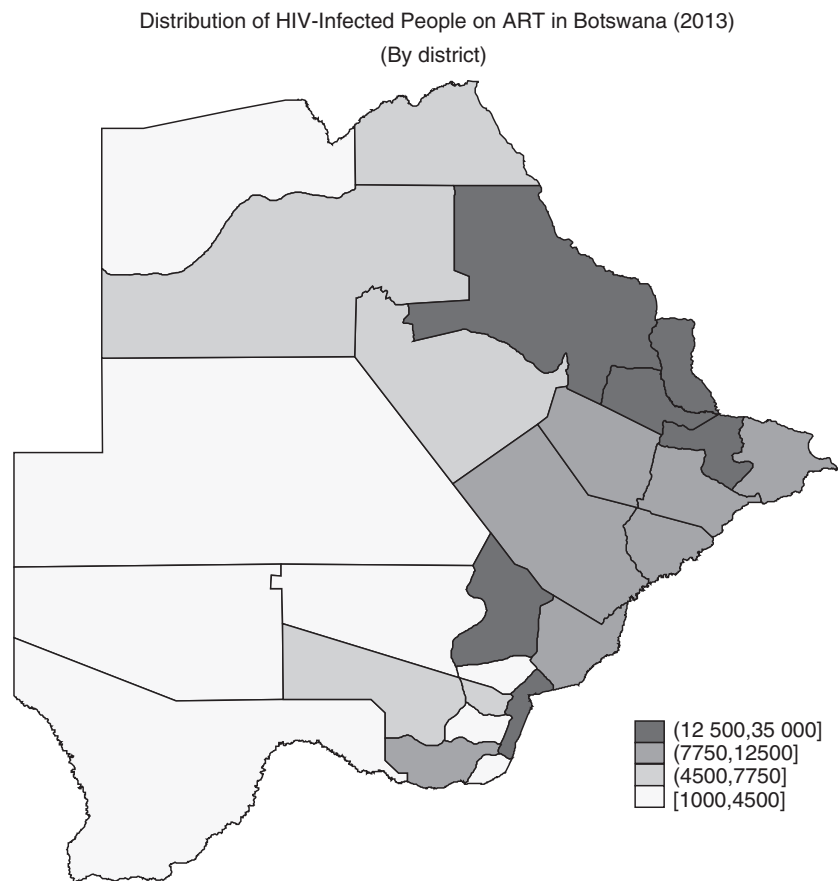 Distribution of HIV-Infected People on ART in Botswana (2013)
(By district)
(12 500,35 000]
(7750,12500]
(4500,7750]
[1000,4500]